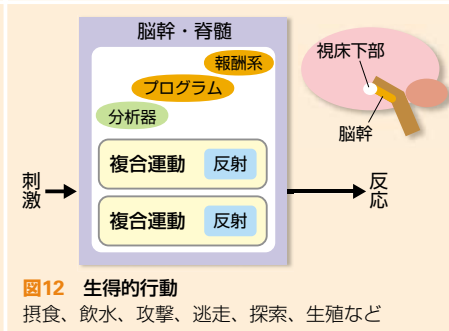 脳幹・脊髄
報酬系
プログラム
分析器
複合運動 反射
複合運動 反射
刺激
反応
視床下部
脳幹
図12 生得的行動
摂食、飲水、攻撃、逃走、探索、生殖など